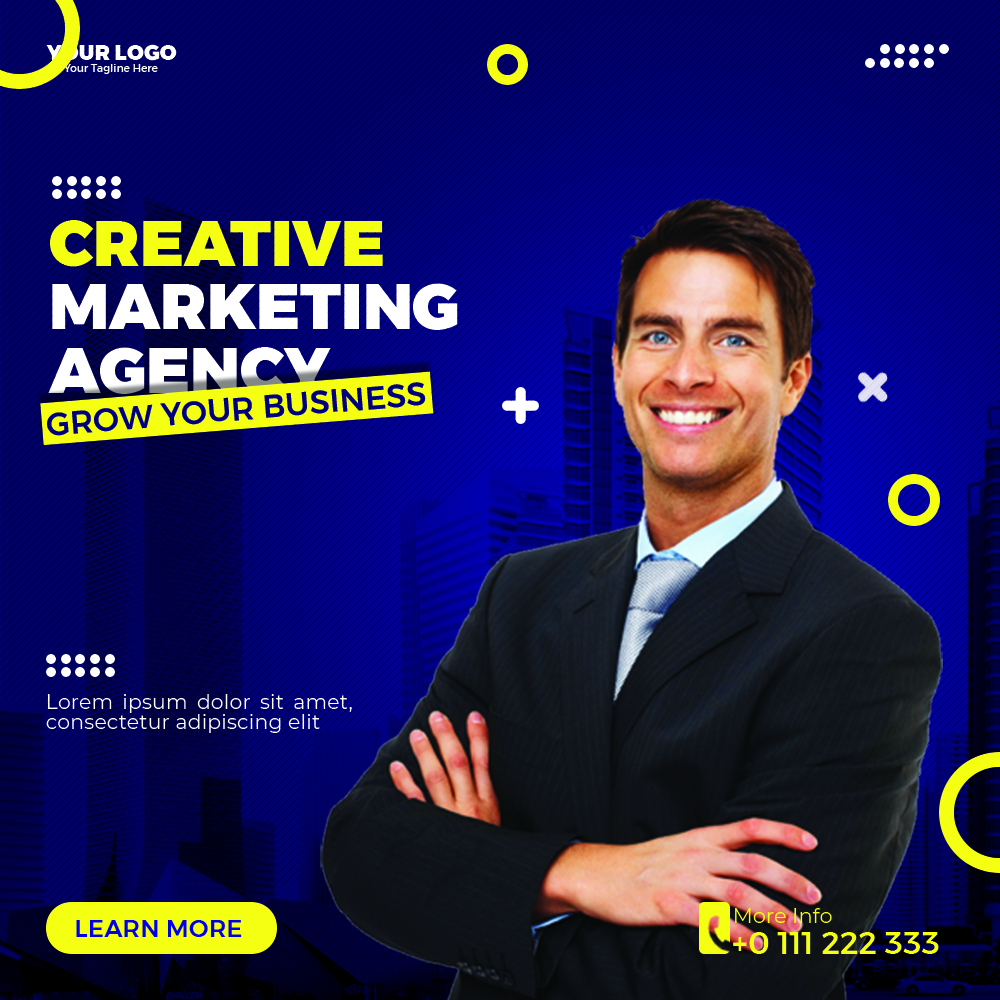 YOUR LOGO
Your Tagline Here
CREATIVE
MARKETING
AGENCY
GROW YOUR BUSINESS
Lorem ipsum dolor sit amet,
consectetur adipiscing elit
LEARN MORE
More Info
+0 111 222 333